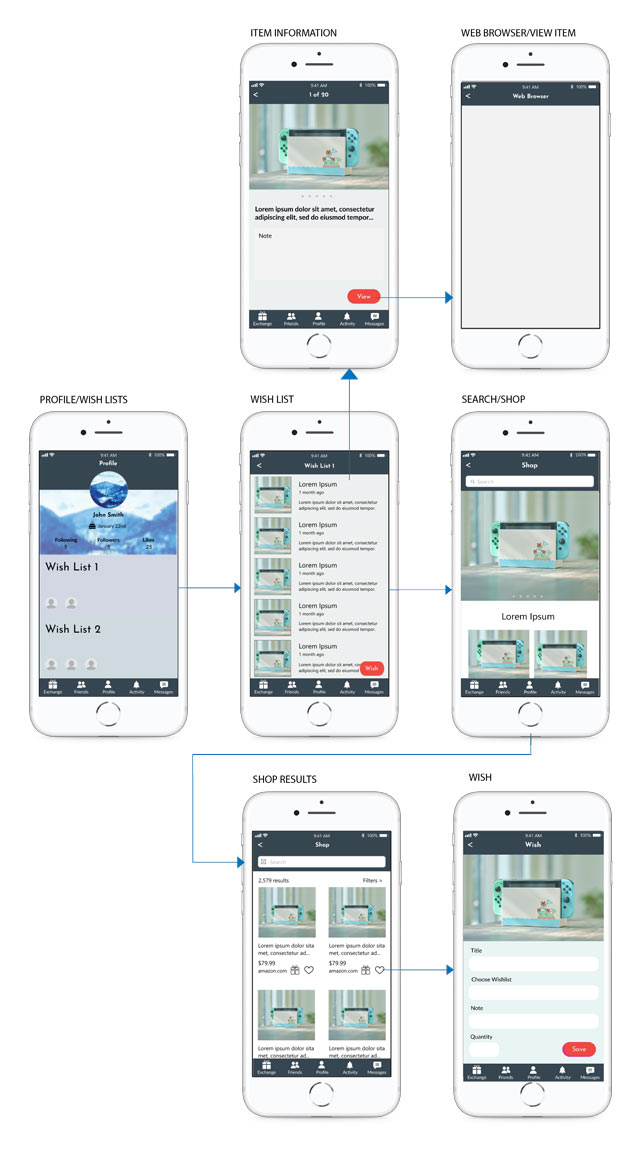 ITEM INFORMATION
WEB BROWSER/VIEW ITEM
9:41 AM
100%
<
1 of 20
Lorem ipsum dolor sit amet, consectetur
adipiscing elit, sed do eiusmod tempor...
Note
View
Exchange
Friends
Profile
Activity
Messages
9:41 AM
100%
<
Web Browser
PROFILE/WISH LISTS
WISH LIST
SEARCH/SHOP
9:41 AM
100%
Profile
John Smith
January 22nd
Following
Followers
Likes
5
5
25
Wish List 1
Wish List 2
Exchange
Friends
Profile
Activity
Messages
9:41 AM
100%
<
Wish List 1
Lorem Ipsum
1 month ago
Lorem ipsum dolor sit amet, consectetur
adipiscing elit, sed do eiusmod tempor.
Lorem Ipsum
1 month ago
Lorem ipsum dolor sit amet, consectetur
adipiscing elit, sed do eiusmod tempor.
Lorem Ipsum
1 month ago
Lorem ipsum dolor sit amet, consectetur
adipiscing elit, sed do eiusmod tempor.
Lorem Ipsum
1 month ago
Lorem ipsum dolor sit amet, consectetur
adipiscing elit, sed do eiusmod tempor.
Lorem Ipsum
1 month ago
Lorem ipsum dolor sit amet,
adipiscing elit, sed do eiusmod
Wish
Exchange
Friends
Profile
Activity
Messages
9:41 AM
100%
<
Shop
Search
Lorem Ipsum
Exchange
Friends
Profile
Activity
Messages
SHOP RESULTS
WISH
9:41 AM
100%
<
Shop
Search
2,579 results
Filters >
Lorem ipsum dolor sita
met, consectetur ad...
$79.99
amazon.com
Lorem ipsum dolor sita
met, consectetur ad...
$79.99
amazon.com
Lorem ipsum dolor sita
met, consectetur ad...
Lorem ipsum dolor sita
met, consectetur ad...
Exchange
Friends
Profile
Activity
Messages
9:41 AM
100%
<
Wish
Title
Choose Wishlist
Note
Quantity
Save
Exchange
Friends
Profile
Activity
Messages